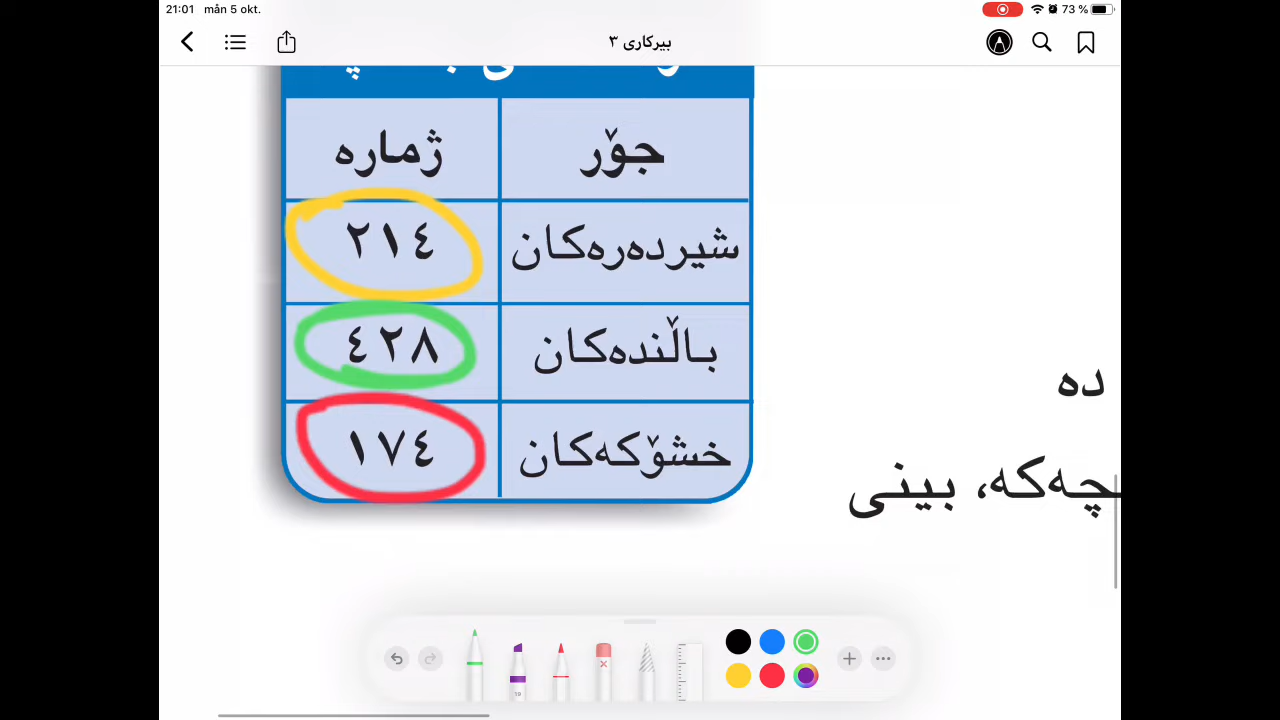 21:01 mån 5 okt. 73 %
بیرکاری ٣
جۆر ژمارە
شیردەرەکان ٢١٤
باڵندەکان ٤٢٨
خشۆکەکان ١٧٤
دە
چەکە، بینی